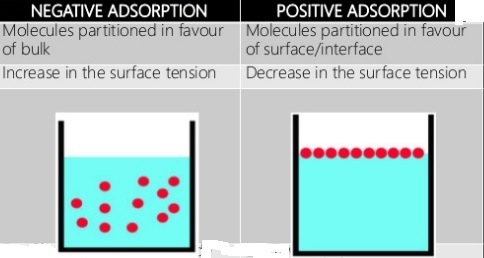 NEGATIVE ADSORPTION
POSITIVE ADSORPTION
Molecules partitioned in favour
of bulk
Molecules partitioned in favour
of surface/interface
Increase in the surface tension
Decrease in the surface tension